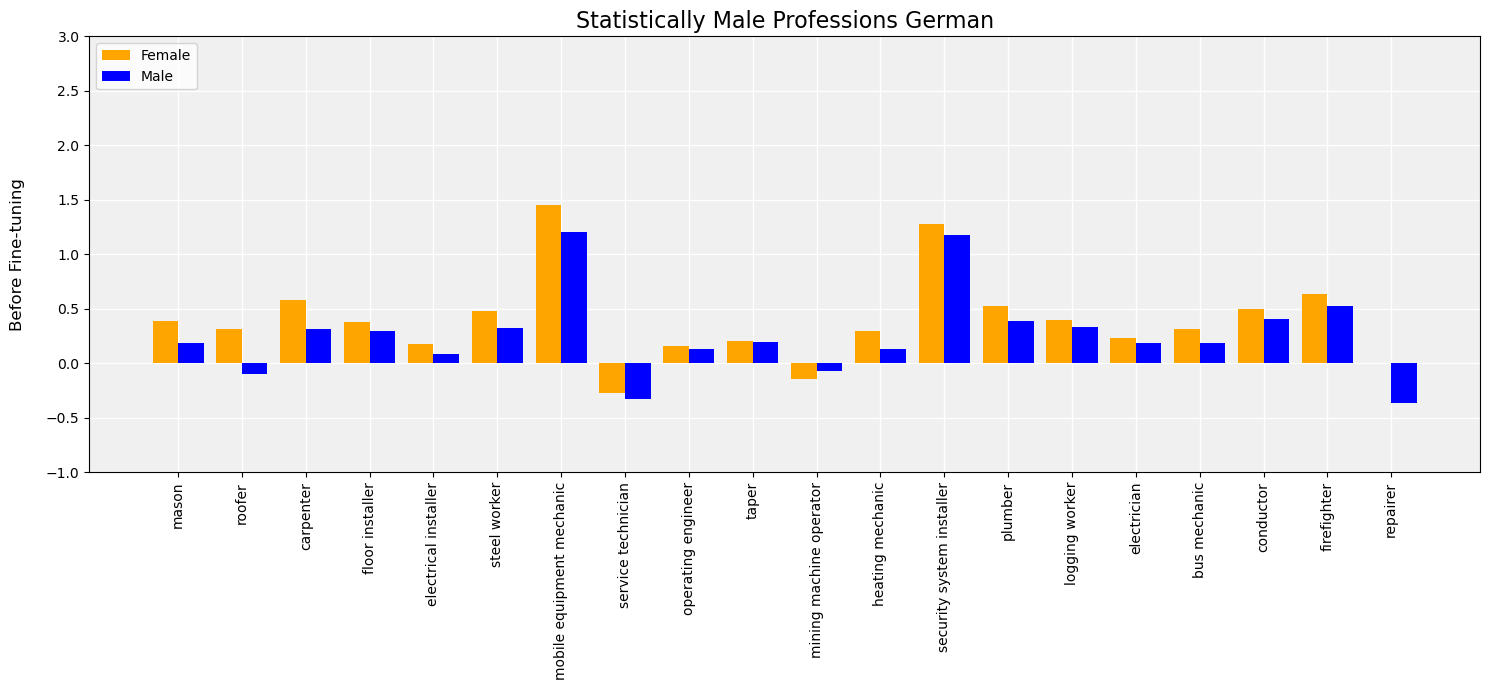 Statistically Male Professions German
Female
Male
Before Fine-tuning
3.0
2.5
2.0
1.5
1.0
0.5
0.0
−0.5
−1.0
mason
roofer
carpenter
floor installer
electrical installer
steel worker
mobile equipment mechanic
service technician
operating engineer
taper
mining machine operator
heating mechanic
security system installer
plumber
logging worker
electrician
bus mechanic
conductor
firefighter
repairer